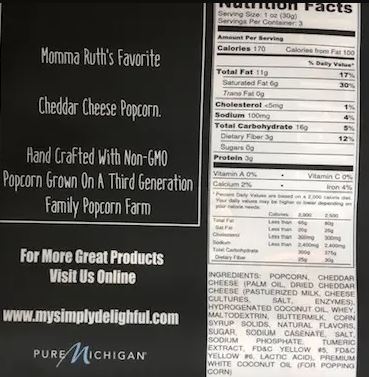 Momma Ruth's Favorite
Cheddar Cheese Popcorn.
Hand Crafted With Non-GMO
Popcorn Grown On A Third Generation
Family Popcorn Farm
For More Great Products
Visit Us Online
www.mysimplydelightful.com
PURE MICHIGAN
Nutrition Facts
Serving Size: 1 oz (30g)
Servings Per Container: 3
Amount Per Serving
Calories 170 Calories from Fat 100
% Daily Value*
Total Fat 11g 17%
Saturated Fat 6g 30%
Trans Fat 0g
Cholesterol <5mg 1%
Sodium 100mg 4%
Total Carbohydrate 16g 5%
Dietary Fiber 3g 12%
Sugars 0g
Protein 3g
Vitamin A 0% • Vitamin C 0%
Calcium 2% • Iron 4%
* Percent Daily Values are based on a 2,000 calorie diet.
Your daily values may be higher or lower depending on
your calorie needs:
Calories: 2,000 2,500
Total Fat Less than 65g 80g
Sat Fat Less than 20g 25g
Cholesterol Less than 300mg 300mg
Sodium Less than 2,400mg 2,400mg
Total Carbohydrate 300g 375g
Dietary Fiber 25g 30g
INGREDIENTS: POPCORN, CHEDDAR
CHEESE (PALM OIL, DRIED CHEDDAR
CHEESE (PASTUERIZED MILK, CHEESE
CULTURES, SALT, ENZYMES),
HYDROGENATED COCONUT OIL, WHEY,
MALTODEXTRIN, BUTTERMILK, CORN
SYRUP SOLIDS, NATURAL FLAVORS,
SUGAR, SODIUM CASENATE, SALT,
SODIUM PHOSPHATE, TUMERIC
EXTRACT, FD&C YELLOW #5, FD&C
YELLOW #6, LACTIC ACID), PREMIUM
WHITE COCONUT OIL (FOR POPPING
CORN)